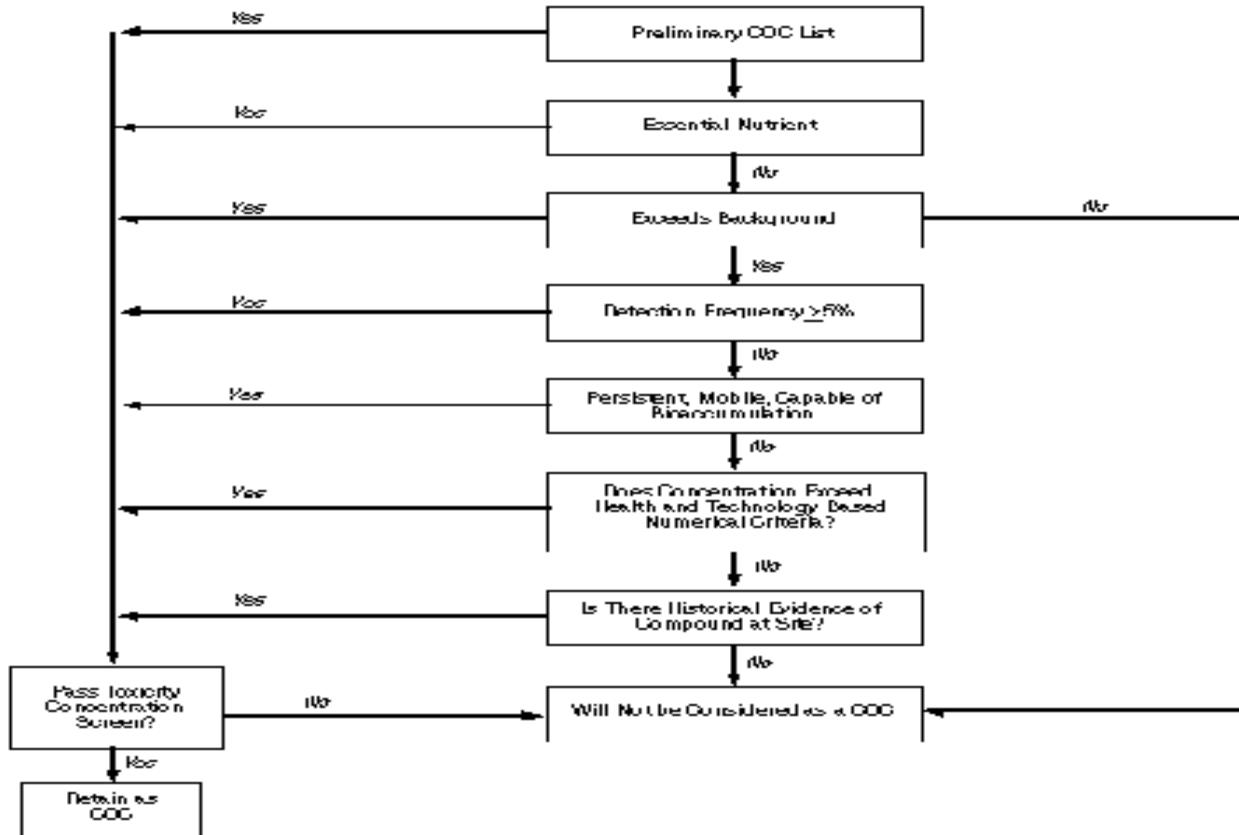 Yes
Preliminary COC List
Yes
Essential Nutrient
No
Yes
Exceeds Background
No
Yes
Yes
Detection Frequency ≥5%
No
Yes
Persistent, Mobile, Capable of
Bioaccumulation
No
Yes
Does Concentration Exceed
Health and Technology Based
Numerical Criteria?
No
Yes
Is There Historical Evidence of
Compound at Site?
No
Pass Toxicity
Concentration
Screen?
No
Will Not be Considered as a COC
Yes
Retain as
COC